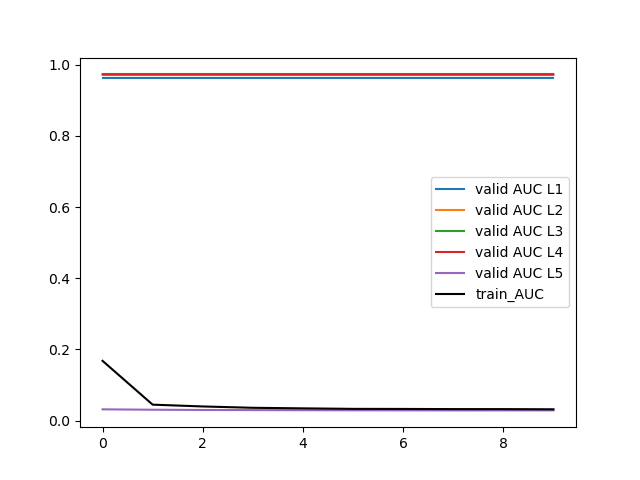 1.0
0.8
0.6
0.4
0.2
0.0
0
2
4
6
8
valid AUC L1
valid AUC L2
valid AUC L3
valid AUC L4
valid AUC L5
train_AUC